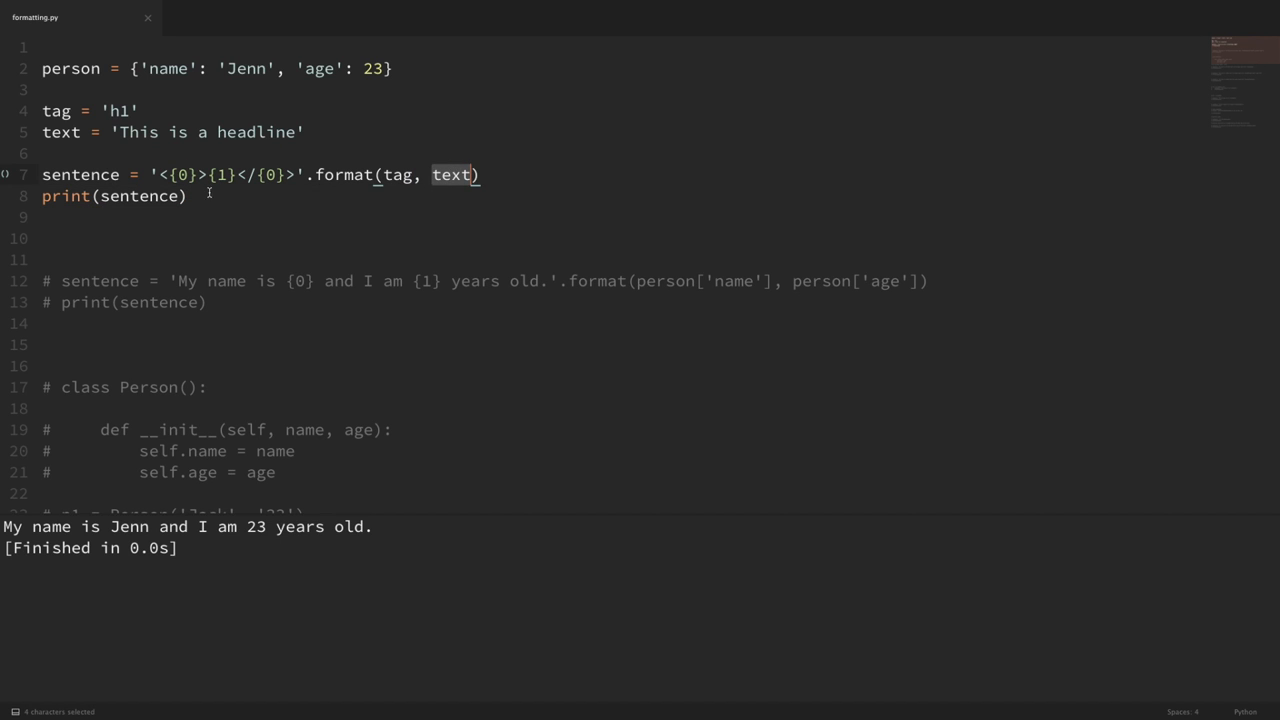 formatting.py
1
2 person = {'name': 'Jenn', 'age': 23}
3
4 tag = 'h1'
5 text = 'This is a headline'
6
7 sentence = '<{0}>{1}</{0}>'.format(tag, text)
8 print(sentence)
9
10
11
12 # sentence = 'My name is {0} and I am {1} years old.'.format(person['name'], person['age'])
13 # print(sentence)
14
15
16
17 # class Person():
18
19 #     def __init__(self, name, age):
20 #         self.name = name
21 #         self.age = age
22
My name is Jenn and I am 23 years old.
[Finished in 0.0s]
4 characters selected
Spaces: 4
Python